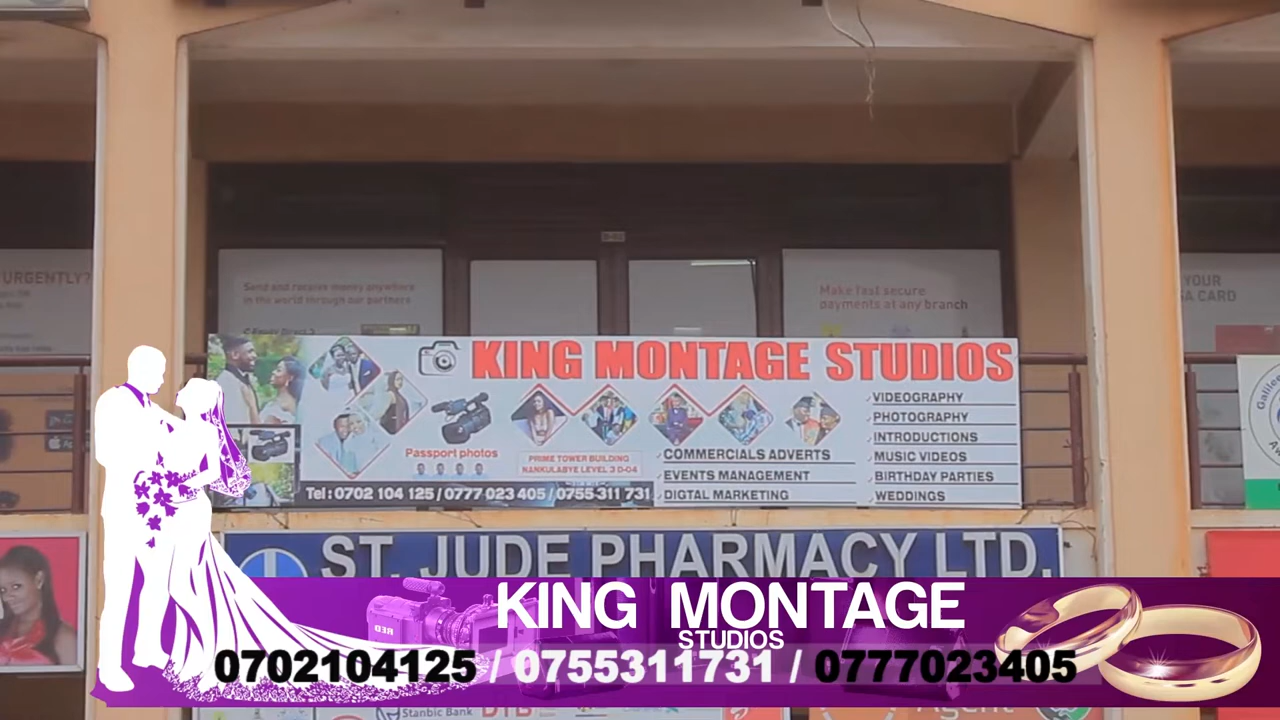 URGENTLY?
Send and receive money anywhere
in the world through our partners
Make fast secure
payments at any branch
YOUR
CARD
KING MONTAGE STUDIOS
VIDEOGRAPHY
PHOTOGRAPHY
INTRODUCTIONS
MUSIC VIDEOS
BIRTHDAY PARTIES
WEDDINGS
COMMERCIALS ADVERTS
EVENTS MANAGEMENT
DIGTAL MARKETING
Passport photos
PRIME TOWER BUILDING
NANKULABYE LEVEL 3 D-04
Tel : 0702 104 125 / 0777 023 405 / 0755 311 731
ST. JUDE PHARMACY LTD.
KING MONTAGE
STUDIOS
0702104125 / 0755311731 / 0777023405
Stanbic Bank
DTB
Agent